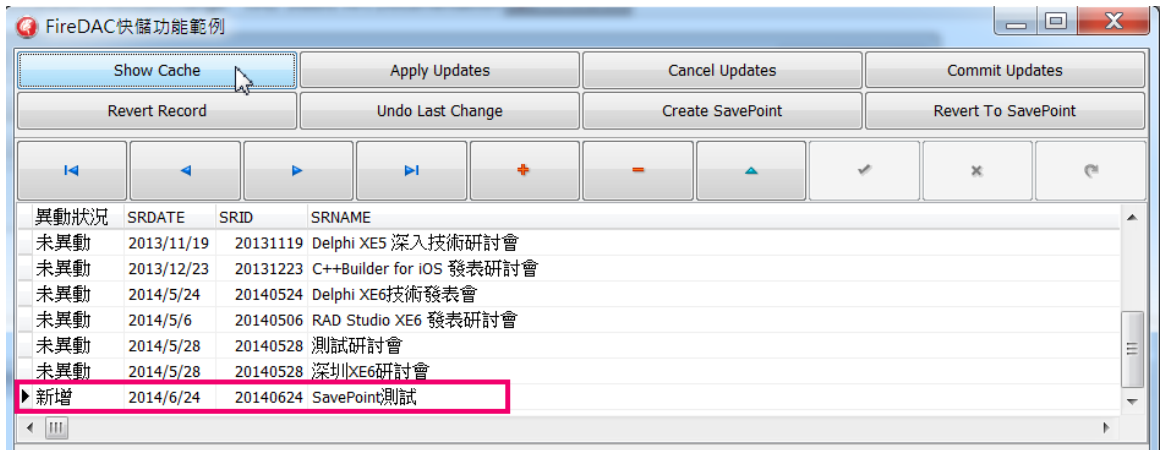 FireDAC快儲功能範例
Show Cache Apply Updates Cancel Updates Commit Updates
Revert Record Undo Last Change Create SavePoint Revert To SavePoint
異動狀況 SRDATE SRID SRNAME
未異動 2013/11/19 20131119 Delphi XE5 深入技術研討會
未異動 2013/12/23 20131223 C++Builder for iOS 發表研討會
未異動 2014/5/24 20140524 Delphi XE6技術發表會
未異動 2014/5/6 20140506 RAD Studio XE6 發表研討會
未異動 2014/5/28 20140528 測試研討會
未異動 2014/5/28 20140528 深圳XE6研討會
新增 2014/6/24 20140624 SavePoint測試